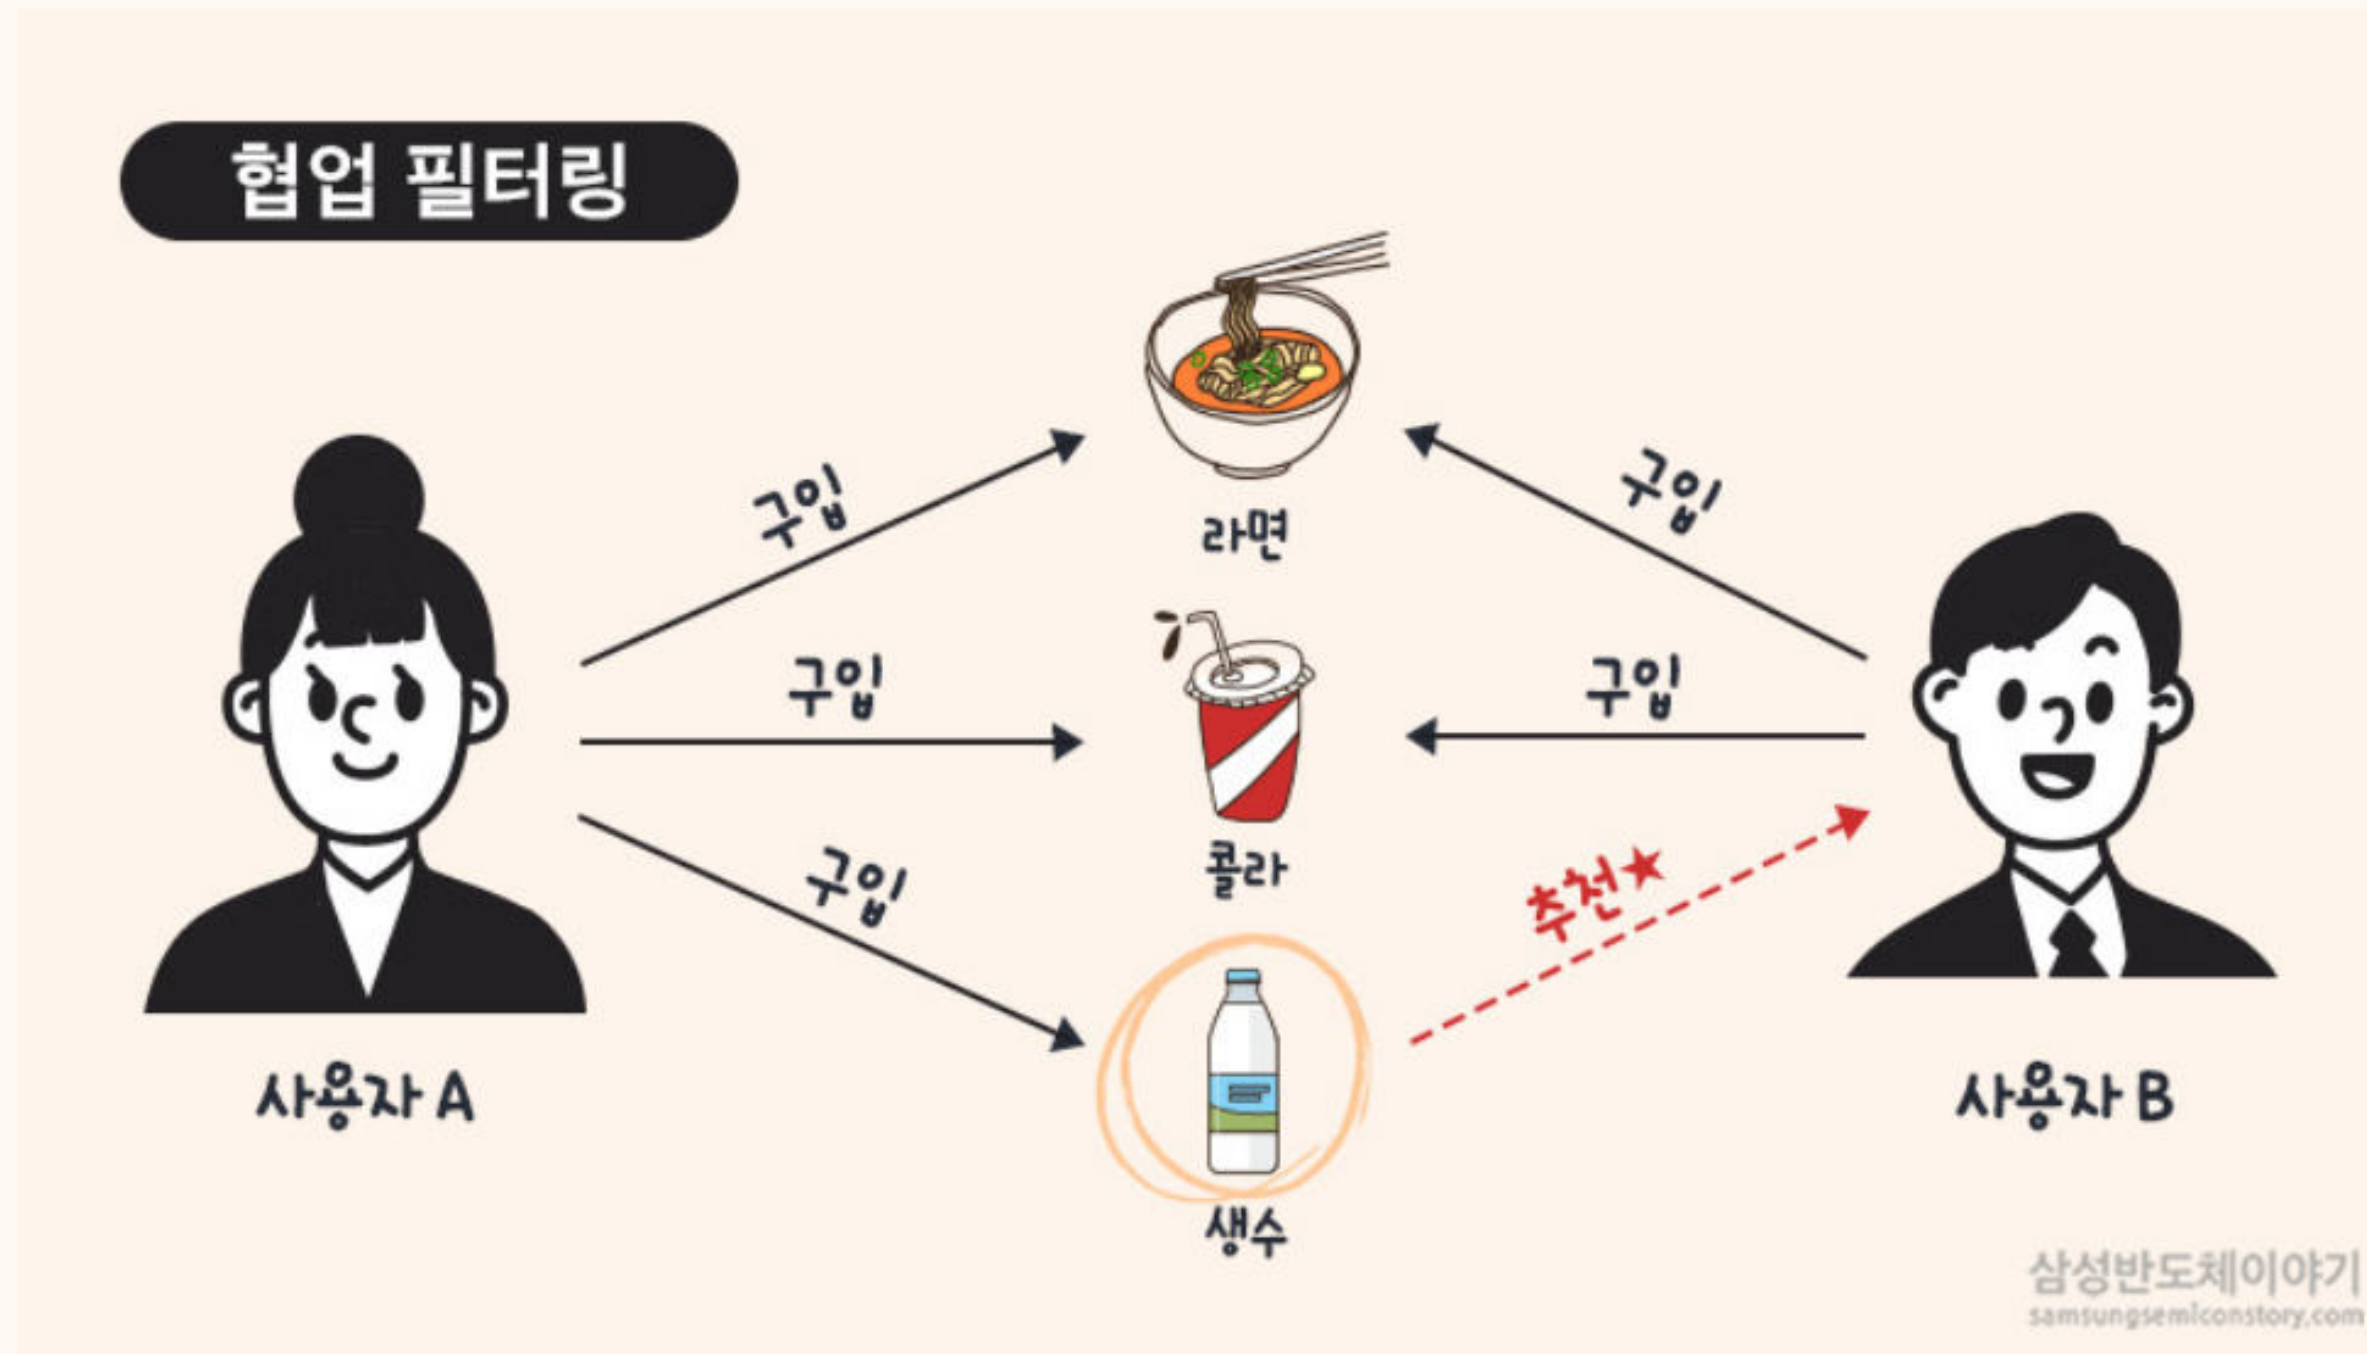 협업 필터링
구입
라면
구입
구입
콜라
구입
구입
추천★
생수
사용자 A
사용자 B
삼성반도체이야기
samsungsemiconstory.com